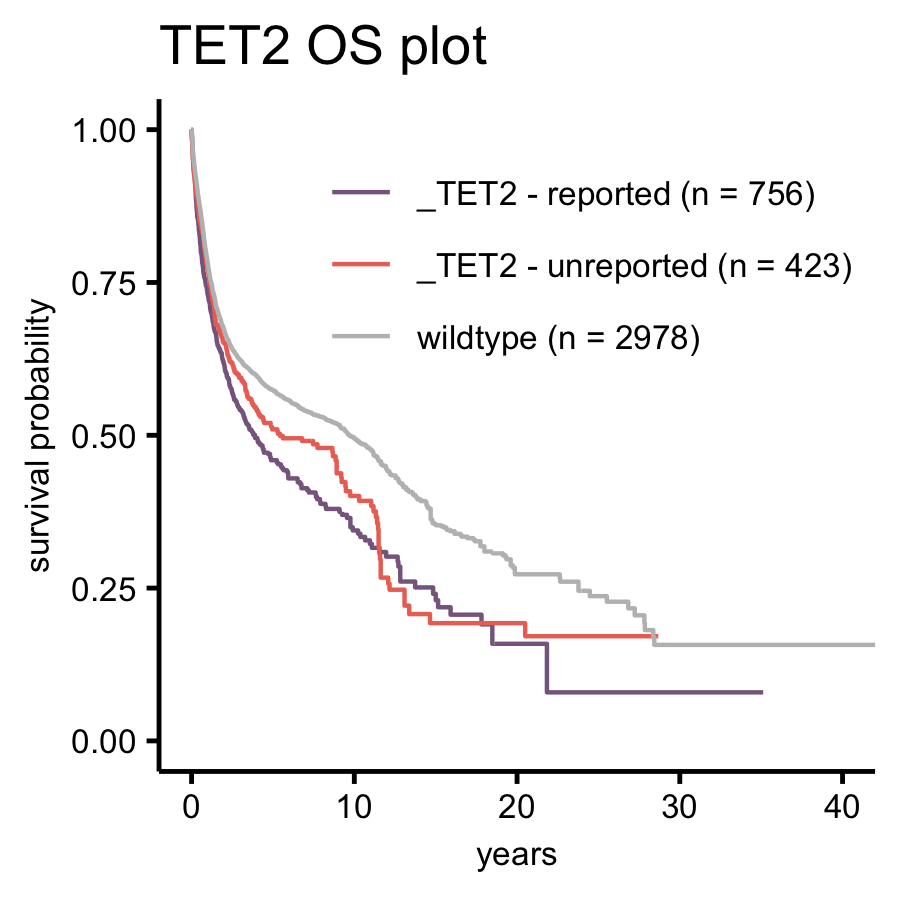 TET2 OS plot
_TET2 - reported (n = 756)
_TET2 - unreported (n = 423)
wildtype (n = 2978)
survival probability
1.00
0.75
0.50
0.25
0.00
0 10 20 30 40
years